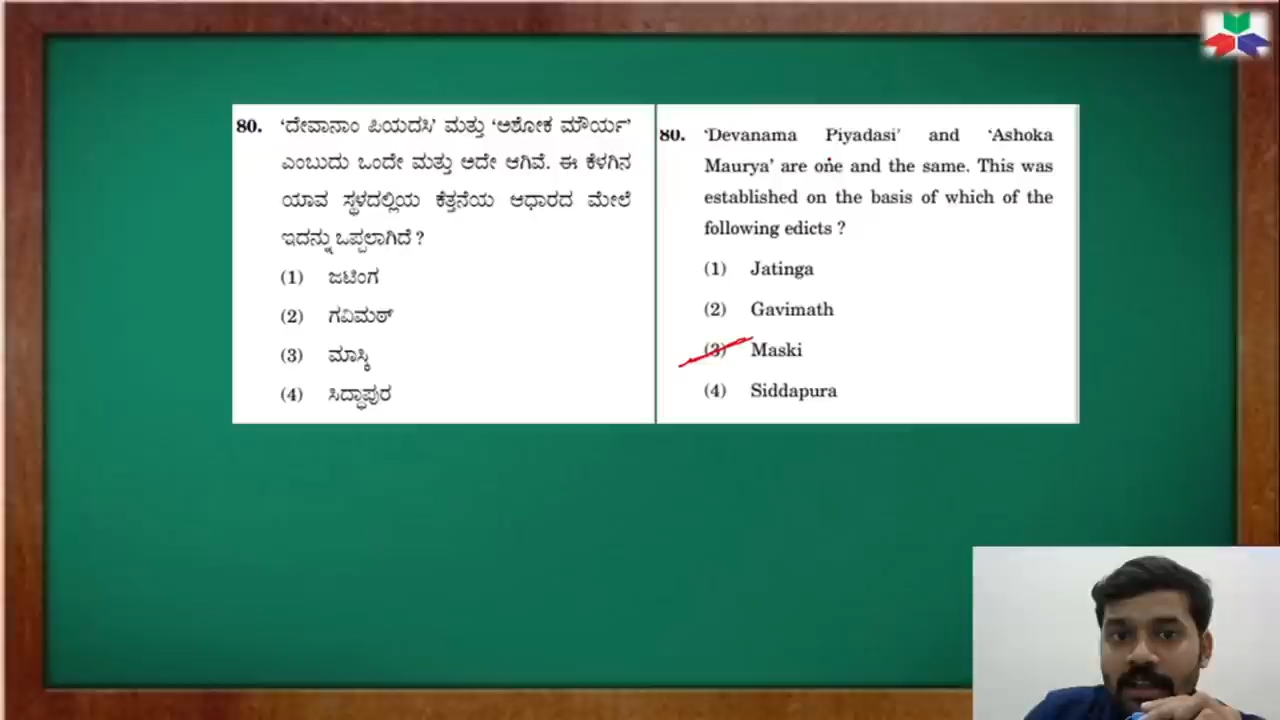 80. ‘ದೇವಾನಾಂ ಪಿಯದಸಿ’ ಮತ್ತು ‘ಅಶೋಕ ಮೌರ್ಯ’
ಎಂಬುದು ಒಂದೇ ಮತ್ತು ಅದೇ ಆಗಿವೆ. ಈ ಕೆಳಗಿನ
ಯಾವ ಸ್ಥಳದಲ್ಲಿಯ ಕೆತ್ತನೆಯ ಆಧಾರದ ಮೇಲೆ
ಇದನ್ನು ಒಪ್ಪಲಾಗಿದೆ ?
(1) ಜಟಿಂಗ
(2) ಗವಿಮಠ್
(3) ಮಾಸ್ಕಿ
(4) ಸಿದ್ಧಾಪುರ
80. ‘Devanama Piyadasi’ and ‘Ashoka
Maurya’ are one and the same. This was
established on the basis of which of the
following edicts ?
(1) Jatinga
(2) Gavimath
(3) Maski
(4) Siddapura